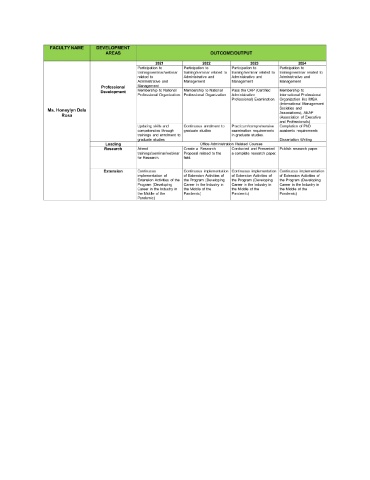 FACULTY NAME
DEVELOPMENT
AREAS
OUTCOME/OUTPUT
2021
2022
2023
2024
Ms. Honeylyn Dela
Rosa
Professional
Development
Participation to
training/seminar/webinar
related to
Administrative and
Management
Participation to
training/seminar related to
Administrative and
Management
Participation to
training/seminar related to
Administrative and
Management
Participation to
training/seminar related to
Administrative and
Management
Membership to National
Professional Organization
Membership to National
Professional Organization
Pass the CAP (Certified
Administrative
Professional) Examination
Membership to
International Professional
Organization like IMBA
(International Management
Societies and
Associations), AEAP
(Association of Executive
and Professionals)
Updating skills and
competencies through
trainings and enrolment to
graduate studies
Continuous enrolment to
graduate studies
Practicum/comprehensive
examination requirements
in graduate studies
Completion of PhD
academic requirements
Dissertation Writing
Leading
Office Administration Related Courses
Research
Attend
trainings/seminar/webinar
for Research.
Create a Research
Proposal related to the
field.
Conducted and Presented
a complete research paper.
Publish research paper
Extension
Continuous
implementation of
Extension Activities of the
Program (Developing
Career in the Industry in
the Middle of the
Pandemic)
Continuous implementation
of Extension Activities of
the Program (Developing
Career in the Industry in
the Middle of the
Pandemic)
Continuous implementation
of Extension Activities of
the Program (Developing
Career in the Industry in
the Middle of the
Pandemic)
Continuous implementation
of Extension Activities of
the Program (Developing
Career in the Industry in
the Middle of the
Pandemic)